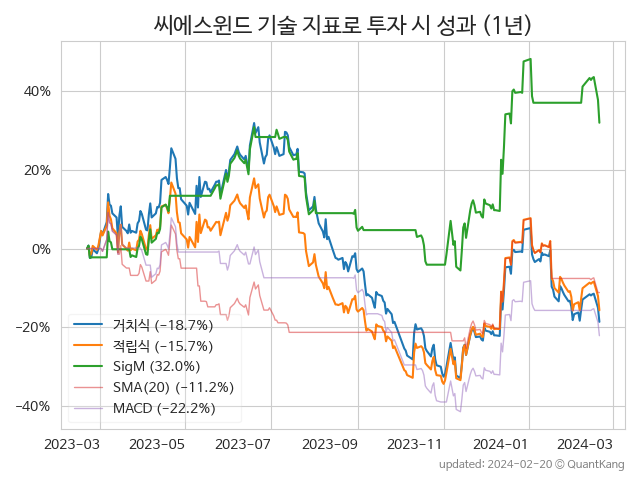 씨에스윈드 기술 지표로 투자 시 성과 (1년)
40%
20%
0%
−20%
−40%
거치식 (−18.7%)
적립식 (−15.7%)
SigM (32.0%)
SMA(20) (−11.2%)
MACD (−22.2%)
2023-03 2023-05 2023-07 2023-09 2023-11 2024-01 2024-03
updated: 2024-02-20 © QuantKang